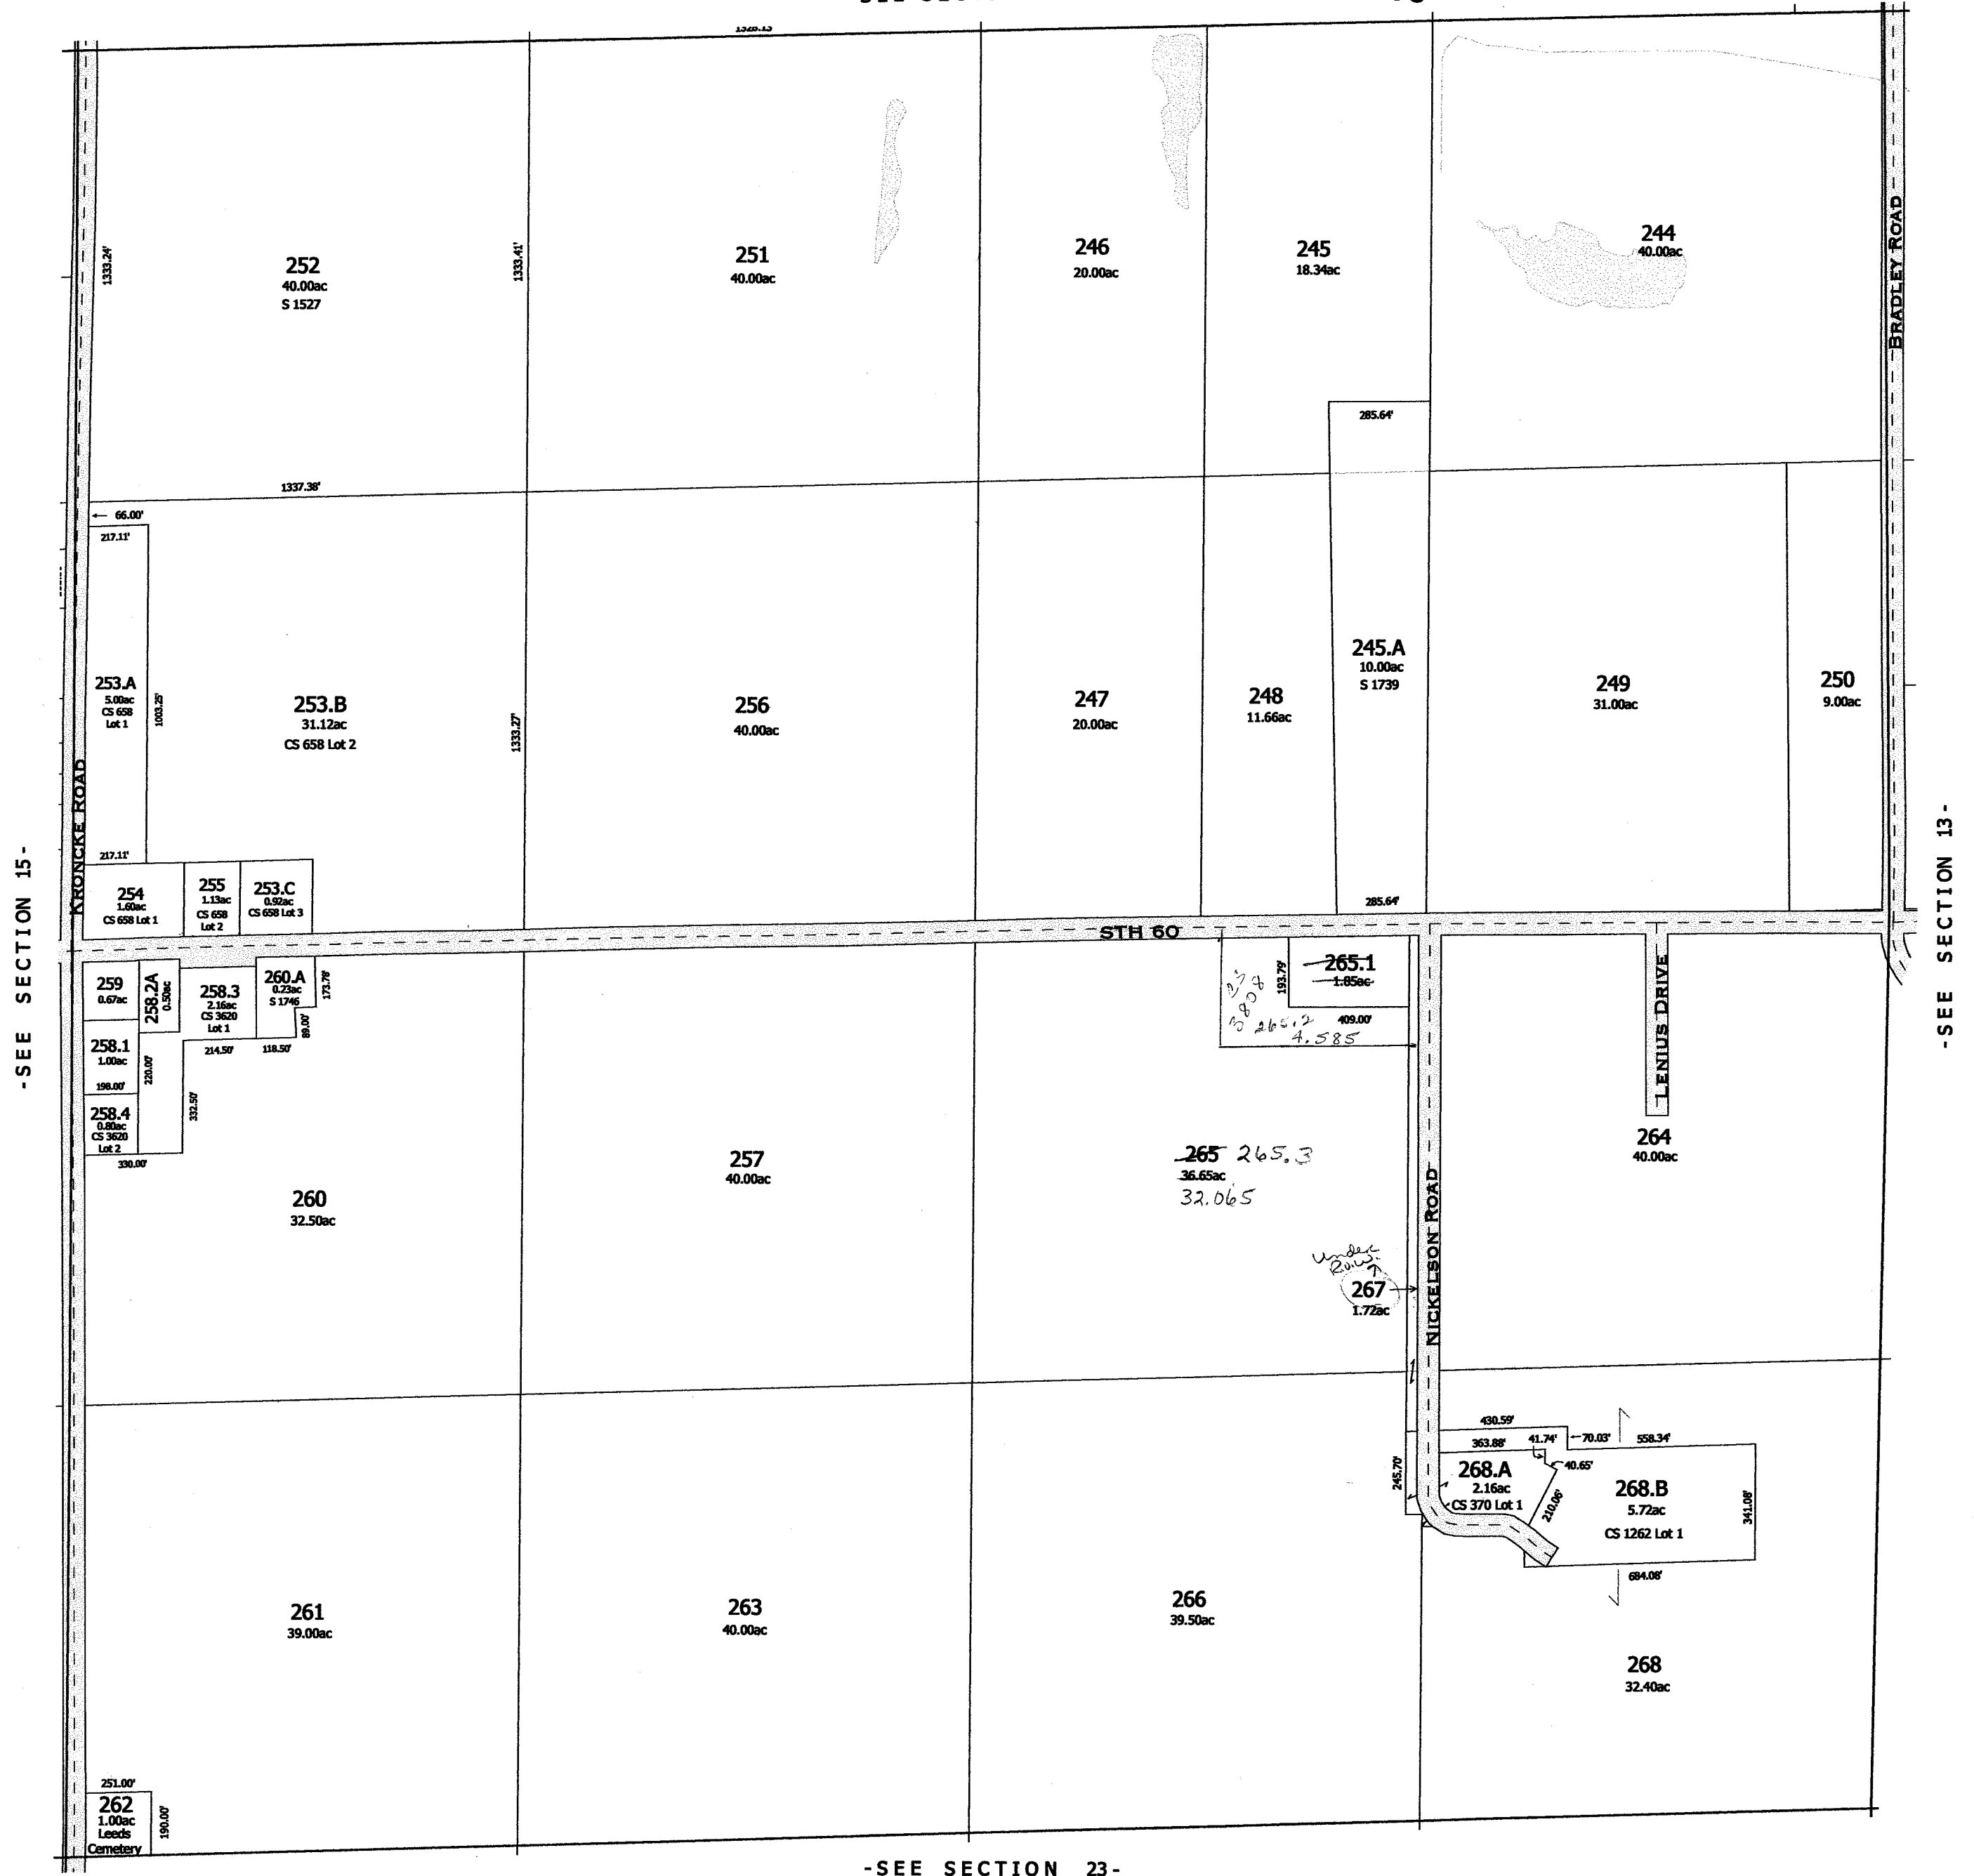 1333.24'
252
40.00ac
S 1527
1333.41'
251
40.00ac
246
20.00ac
245
18.34ac
244
40.00ac
BRADLEY ROAD
285.64'
1337.38'
66.00'
217.11'
253.A
5.00ac
CS 658
Lot 1
1003.25'
253.B
31.12ac
CS 658 Lot 2
1333.27'
256
40.00ac
247
20.00ac
248
11.66ac
245.A
10.00ac
S 1739
249
31.00ac
250
9.00ac
KRONCKE ROAD
-SEE SECTION 15-
-SEE SECTION 13-
217.11'
254
1.60ac
CS 658 Lot 1
255
1.13ac
CS 658
Lot 2
253.C
0.92ac
CS 658 Lot 3
285.64'
STH 60
259
0.67ac
258.2A
0.50ac
258.3
2.16ac
CS 3620
Lot 1
260.A
0.23ac
S 1746
173.78'
89.00'
214.50'
118.50'
258.1
1.00ac
198.00'
220.00'
332.50'
258.4
0.80ac
CS 3620
Lot 2
330.00'
260
32.50ac
257
40.00ac
193.79'
265.1
1.85ac
409.00'
265.2
4.585
265 265.3
36.65ac
32.065
under
R.O.W.
267
1.72ac
NICKELSON ROAD
LENIUS DRIVE
264
40.00ac
430.59'
363.88'
41.74'
70.03'
558.34'
40.65'
245.70'
268.A
2.16ac
CS 370 Lot 1
210.06'
268.B
5.72ac
CS 1262 Lot 1
341.08'
684.08'
261
39.00ac
263
40.00ac
266
39.50ac
268
32.40ac
251.00'
262
1.00ac
Leeds
Cemetery
190.00'
-SEE SECTION 23-